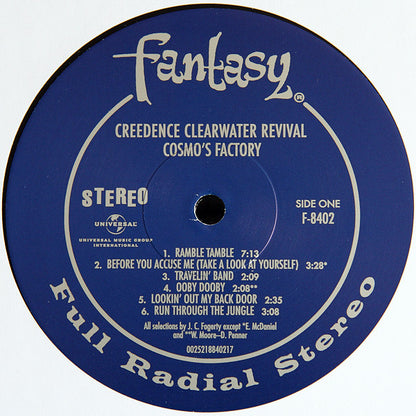 fantasy®
CREEDENCE CLEARWATER REVIVAL
COSMO'S FACTORY
STEREO
UNIVERSAL
UNIVERSAL MUSIC GROUP
INTERNATIONAL
SIDE ONE
F-8402
1. RAMBLE TAMBLE 7:13
2. BEFORE YOU ACCUSE ME (TAKE A LOOK AT YOURSELF) 3:28*
3. TRAVELIN' BAND 2:09
4. OOBY DOOBY 2:08**
5. LOOKIN' OUT MY BACK DOOR 2:35
6. RUN THROUGH THE JUNGLE 3:08
All selections by J. C. Fogerty except *E. McDaniel
and **W. Moore–D. Penner
0025218840217
Full Radial Stereo